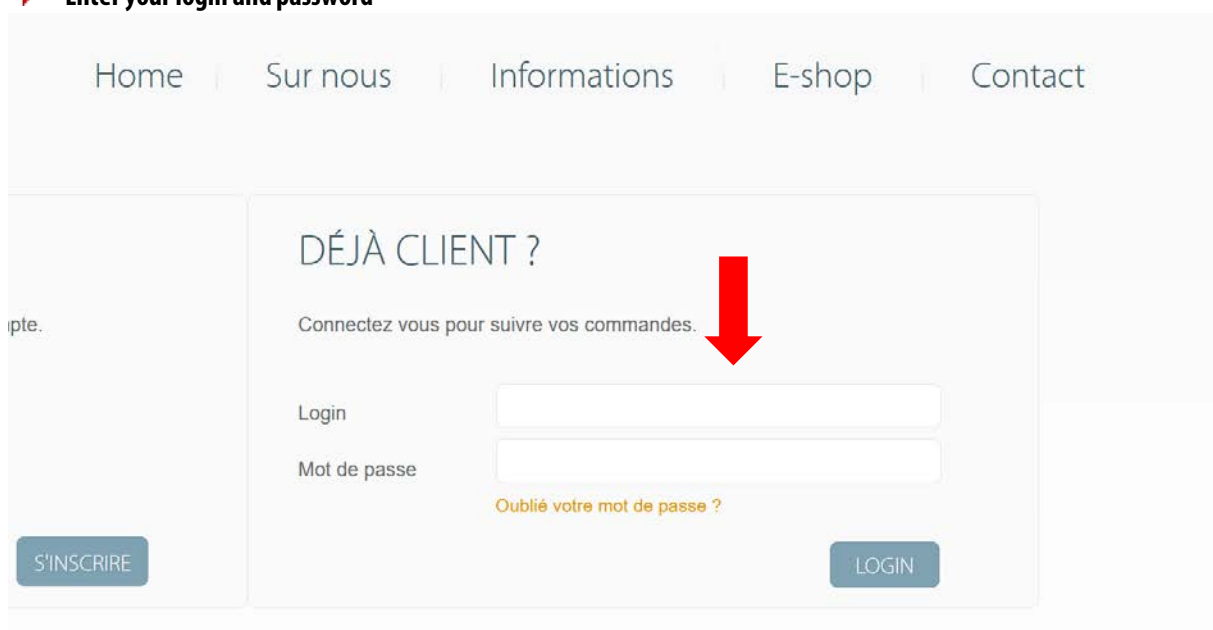 Enter your login and password
Home Sur nous Informations E-shop Contact
DÉJÀ CLIENT ?
Connectez vous pour suivre vos commandes.
Login
Mot de passe
Oublié votre mot de passe ?
S'INSCRIRE
LOGIN